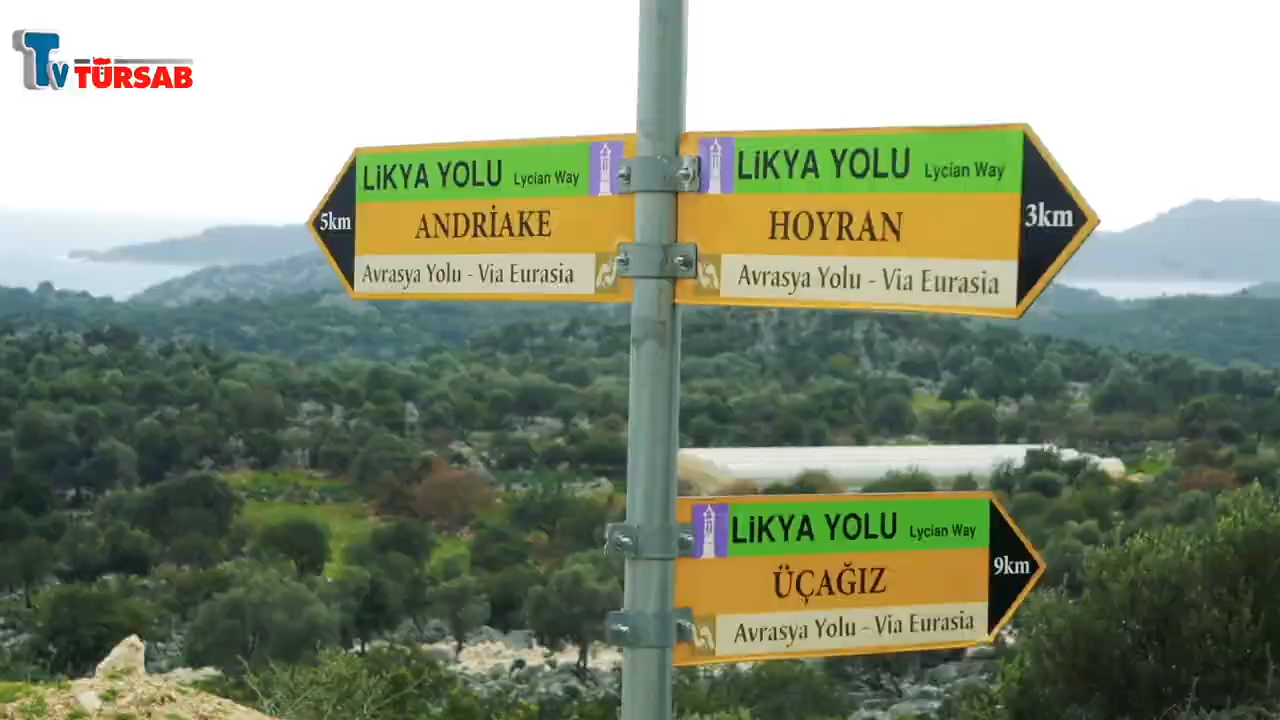 Tv TÜRSAB
LİKYA YOLU Lycian Way
5km
ANDRİAKE
Avrasya Yolu - Via Eurasia
LİKYA YOLU Lycian Way
HOYRAN
3km
Avrasya Yolu - Via Eurasia
LİKYA YOLU Lycian Way
ÜÇAĞIZ
9km
Avrasya Yolu - Via Eurasia